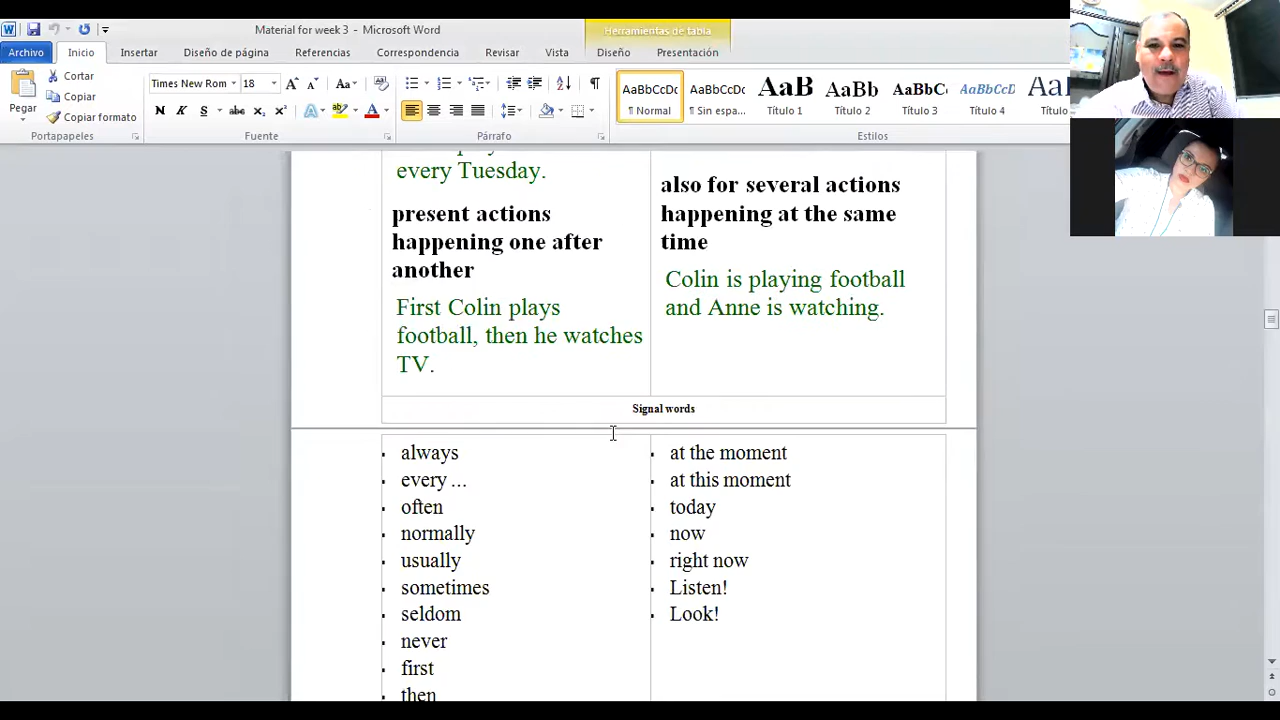 Material for week 3 - Microsoft Word
Herramientas de tabla
Archivo
Inicio
Insertar
Diseño de página
Referencias
Correspondencia
Revisar
Vista
Diseño
Presentación
Pegar
Cortar
Copiar
Copiar formato
Portapapeles
Times New Rom
18
Fuente
Párrafo
AaBbCcDc
¶ Normal
AaBbCcDc
¶ Sin espa...
AaB
Título 1
AaBb
Título 2
AaBbC
Título 3
AaBbCcD
Título 4
Título 5
Estilos
every Tuesday.
present actions
happening one after
another
First Colin plays
football, then he watches
TV.
also for several actions
happening at the same
time
Colin is playing football
and Anne is watching.
Signal words
always
every ...
often
normally
usually
sometimes
seldom
never
first
then
at the moment
at this moment
today
now
right now
Listen!
Look!